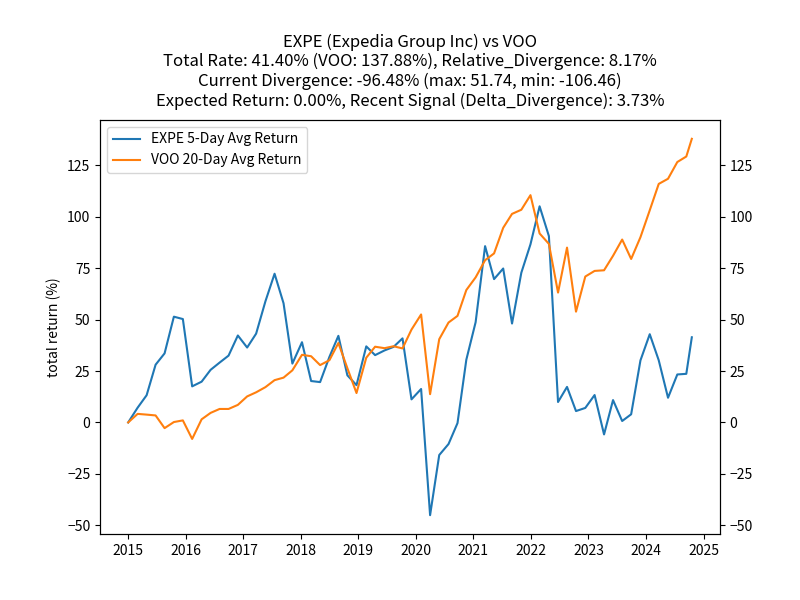 EXPE (Expedia Group Inc) vs VOO
Total Rate: 41.40% (VOO: 137.88%), Relative_Divergence: 8.17%
Current Divergence: -96.48% (max: 51.74, min: -106.46)
Expected Return: 0.00%, Recent Signal (Delta_Divergence): 3.73%
EXPE 5-Day Avg Return
VOO 20-Day Avg Return
total return (%)
125 125
100 100
75 75
50 50
25 25
0 0
−25 −25
−50 −50
2015 2016 2017 2018 2019 2020 2021 2022 2023 2024 2025